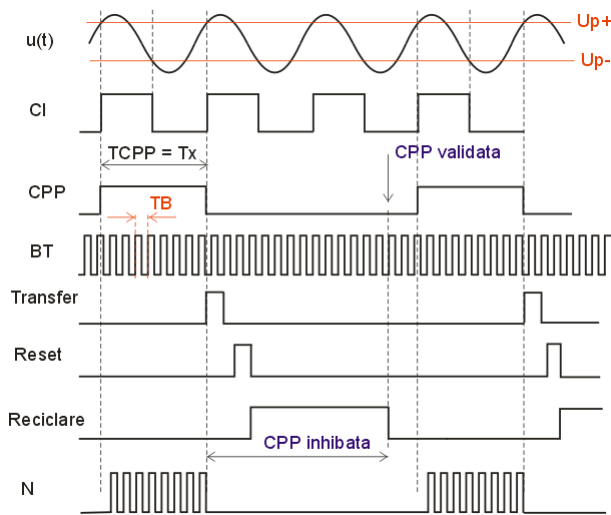 Up+
u(t)
Up-
CI
TCPP = Tx
CPP validata
CPP
TB
BT
Transfer
Reset
Reciclare
CPP inhibata
N